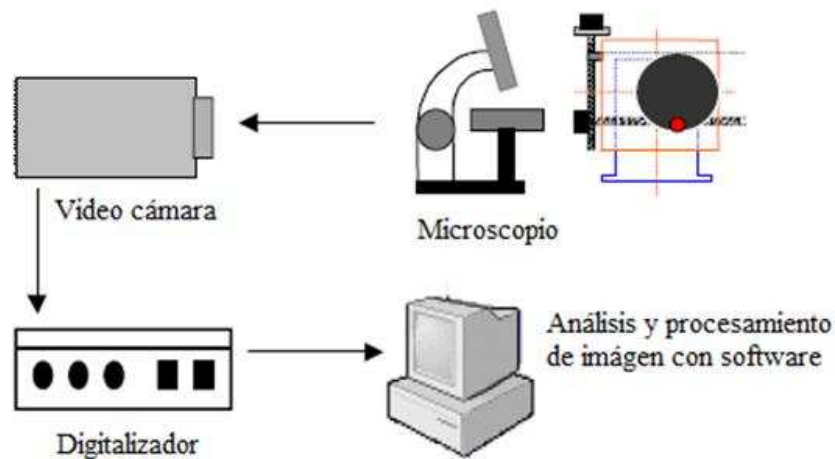 Video cámara
Microscopio
Análisis y procesamiento
de imágen con software
Digitalizador